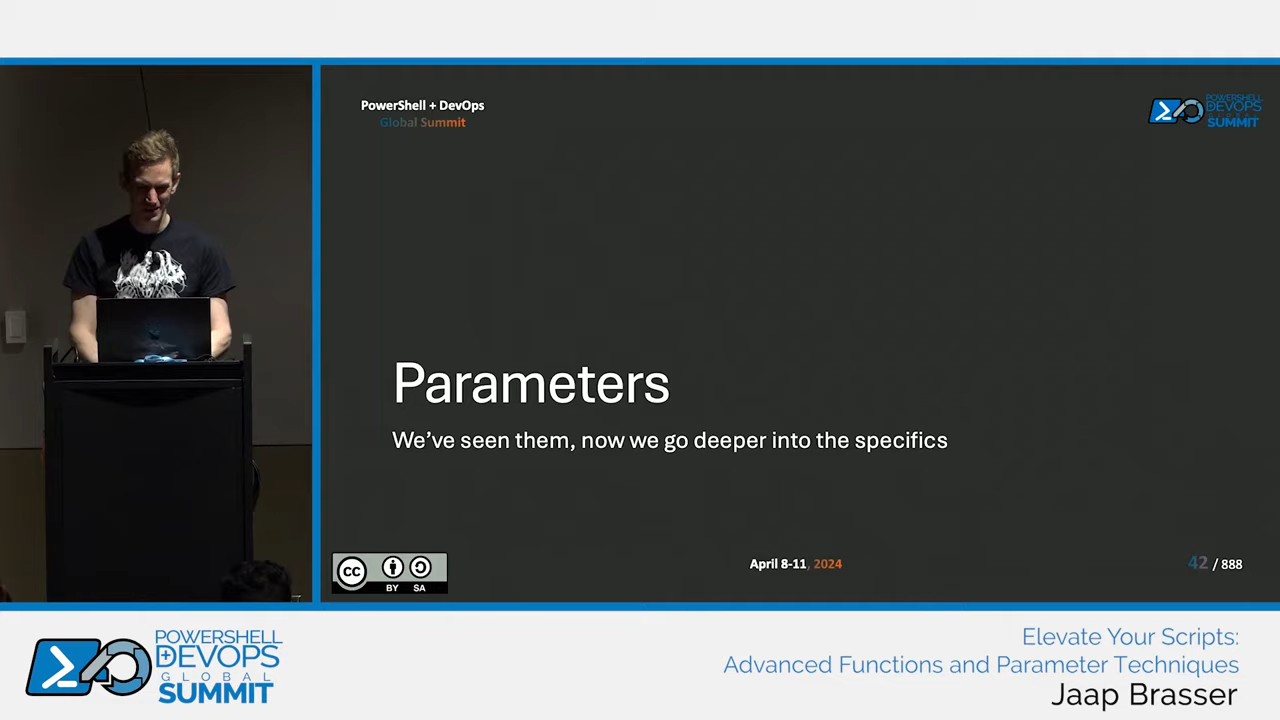 PowerShell + DevOps
Global Summit
POWERSHELL
DEVOPS
GLOBAL
SUMMIT
Parameters
We've seen them, now we go deeper into the specifics
CC
BY SA
April 8-11, 2024
42 / 888
POWERSHELL
DEVOPS
GLOBAL
SUMMIT
Elevate Your Scripts:
Advanced Functions and Parameter Techniques
Jaap Brasser